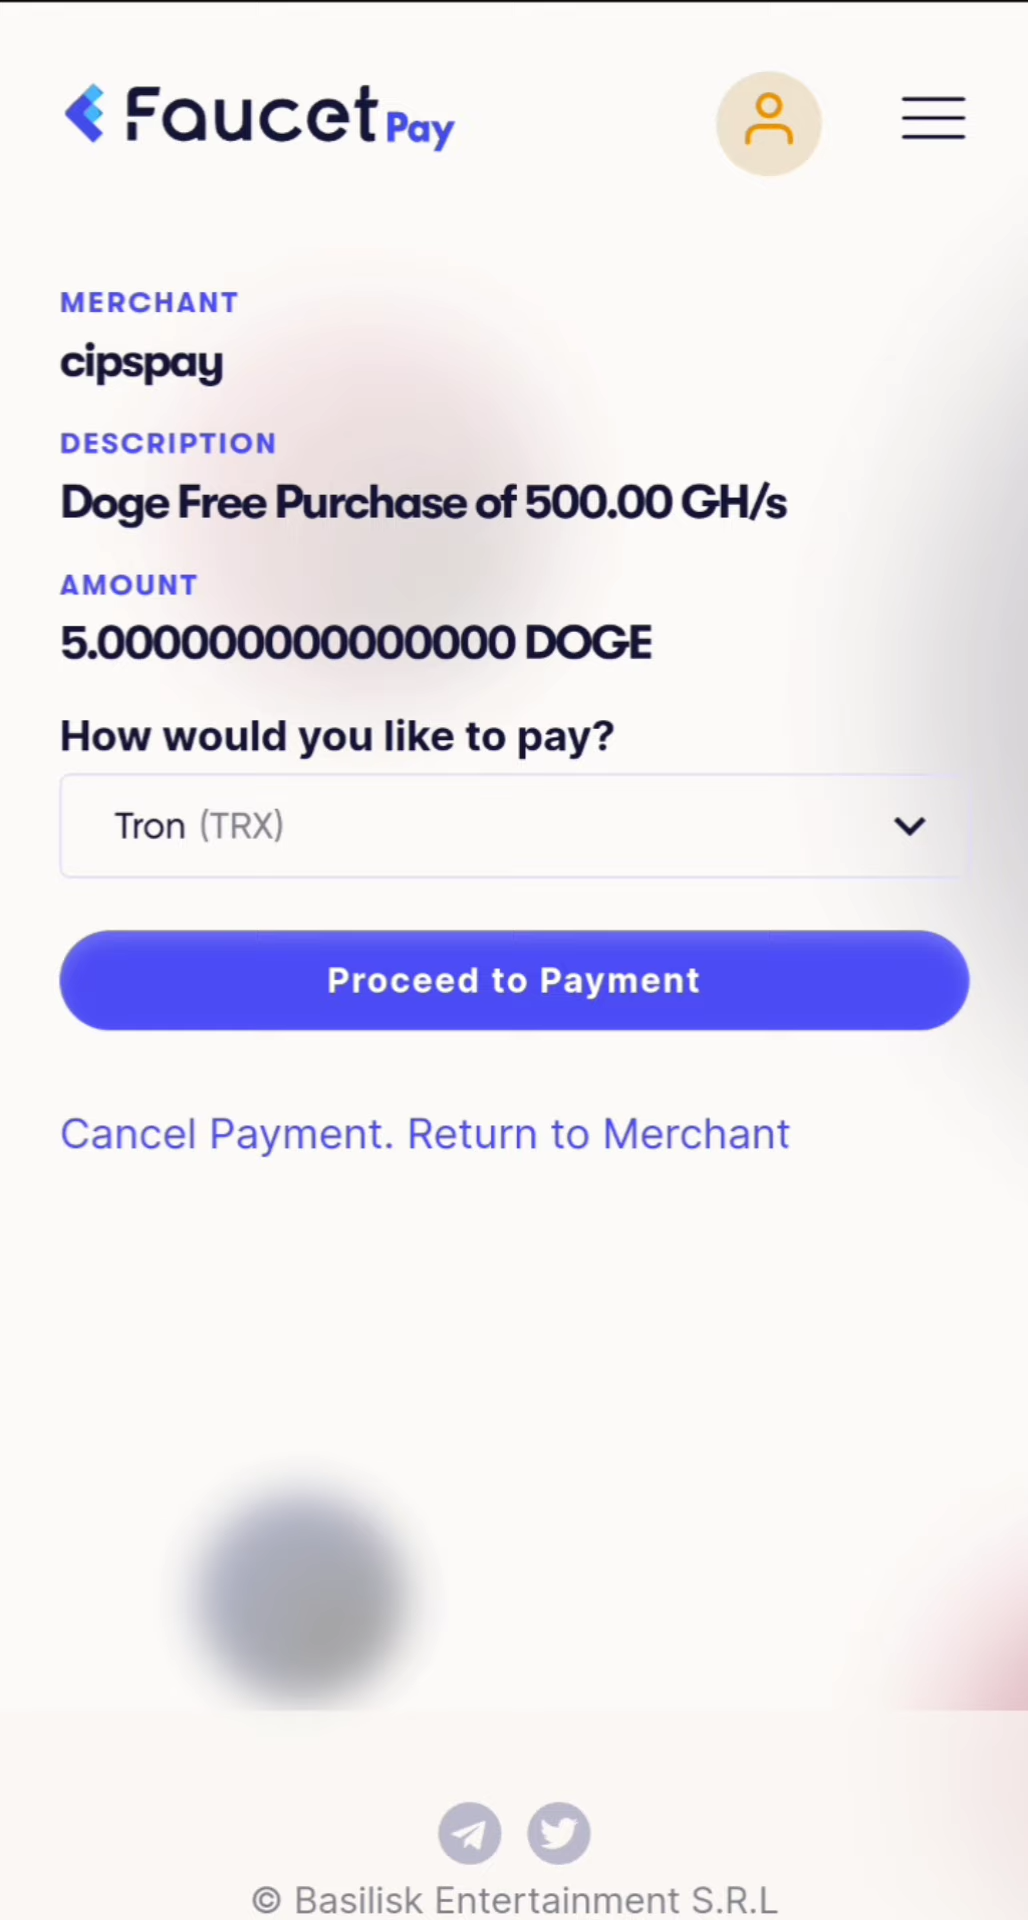 Faucet Pay
MERCHANT
cipspay
DESCRIPTION
Doge Free Purchase of 500.00 GH/s
AMOUNT
5.000000000000000 DOGE
How would you like to pay?
Tron (TRX)
Proceed to Payment
Cancel Payment. Return to Merchant
© Basilisk Entertainment S.R.L